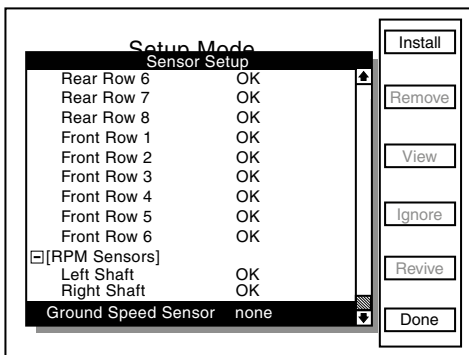 Setup Mode
Sensor Setup
Rear Row 6 OK
Rear Row 7 OK
Rear Row 8 OK
Front Row 1 OK
Front Row 2 OK
Front Row 3 OK
Front Row 4 OK
Front Row 5 OK
Front Row 6 OK
[RPM Sensors]
Left Shaft OK
Right Shaft OK
Ground Speed Sensor none
Install
Remove
View
Ignore
Revive
Done